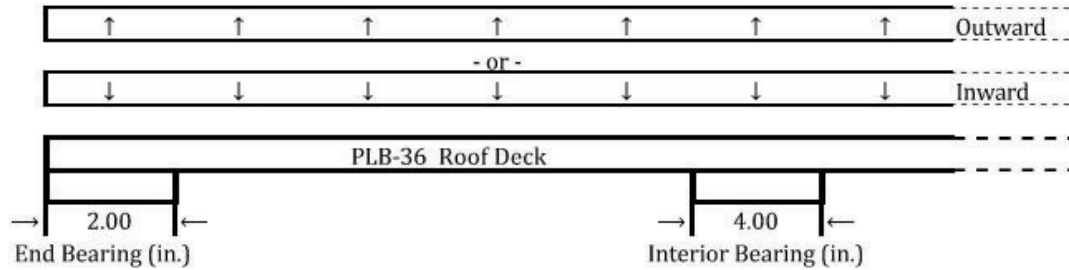 ↑ ↑ ↑ ↑ ↑ ↑ ↑ Outward
- or -
↓ ↓ ↓ ↓ ↓ ↓ ↓ Inward
PLB-36 Roof Deck
→ 2.00 ← → 4.00 ←
End Bearing (in.) Interior Bearing (in.)